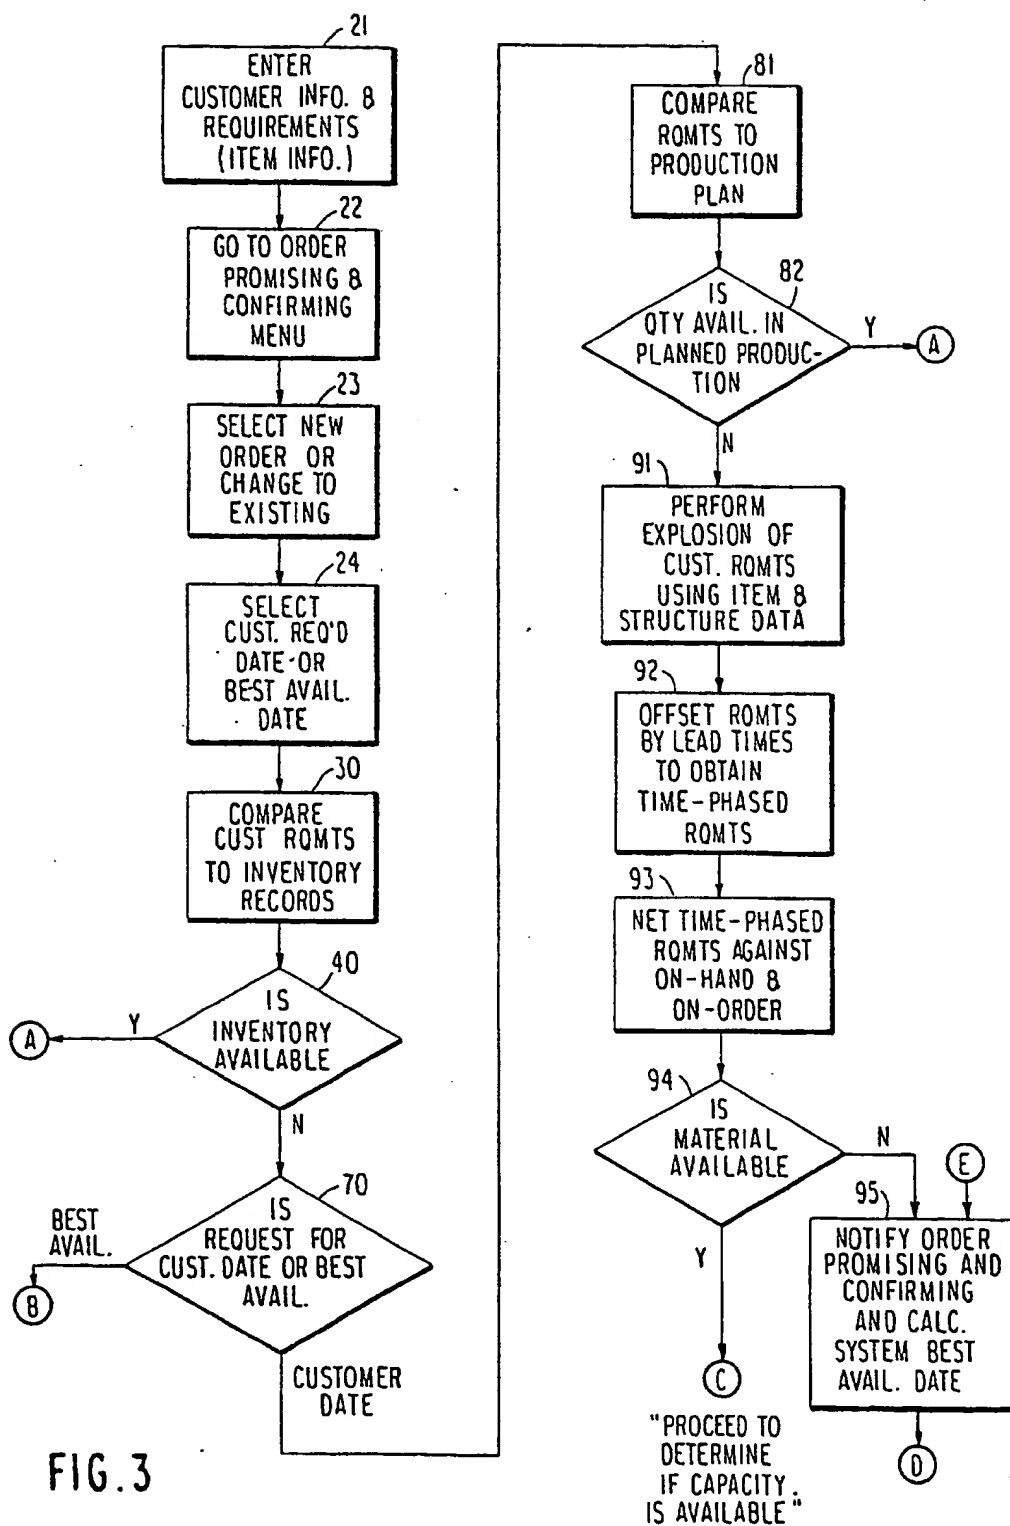 21
ENTER
CUSTOMER INFO. &
REQUIREMENTS
(ITEM INFO.)
22
GO TO ORDER
PROMISING &
CONFIRMING
MENU
23
SELECT NEW
ORDER OR
CHANGE TO
EXISTING
24
SELECT
CUST. REQ'D
DATE OR
BEST AVAIL.
DATE
30
COMPARE
CUST RQMTS
TO INVENTORY
RECORDS
40
IS
INVENTORY
AVAILABLE
Y
A
N
70
IS
REQUEST FOR
CUST. DATE OR BEST
AVAIL.
BEST
AVAIL.
B
CUSTOMER
DATE
81
COMPARE
RQMTS TO
PRODUCTION
PLAN
82
IS
QTY AVAIL. IN
PLANNED PRODUC-
TION
Y
A
N
91
PERFORM
EXPLOSION OF
CUST. RQMTS
USING ITEM &
STRUCTURE DATA
92
OFFSET RQMTS
BY LEAD TIMES
TO OBTAIN
TIME-PHASED
RQMTS
93
NET TIME-PHASED
RQMTS AGAINST
ON-HAND &
ON-ORDER
94
IS
MATERIAL
AVAILABLE
N
E
Y
95
NOTIFY ORDER
PROMISING AND
CONFIRMING
AND CALC.
SYSTEM BEST
AVAIL. DATE
C
D
"PROCEED TO
DETERMINE
IF CAPACITY.
IS AVAILABLE"
FIG.3